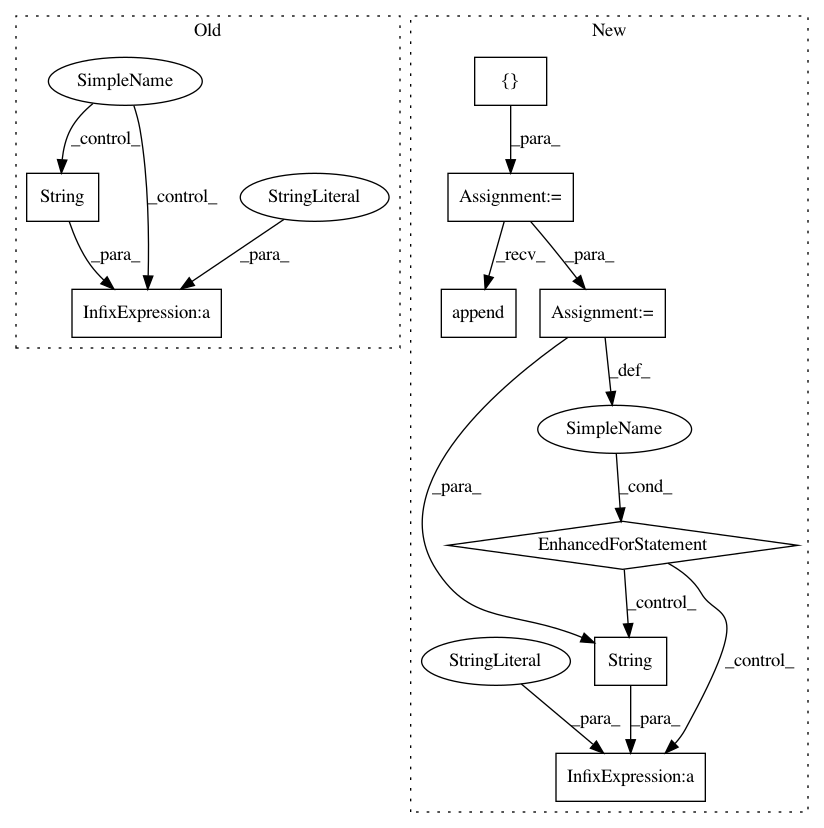 Old
New
SimpleName
{}
_control_
_para_
String
_control_
StringLiteral
Assignment:=
_para_
_para_
_recv_
_para_
InfixExpression:a
append
Assignment:=
_def_
SimpleName
_para_
_cond_
EnhancedForStatement
_control_
StringLiteral
String
_control_
_para_
_para_
InfixExpression:a